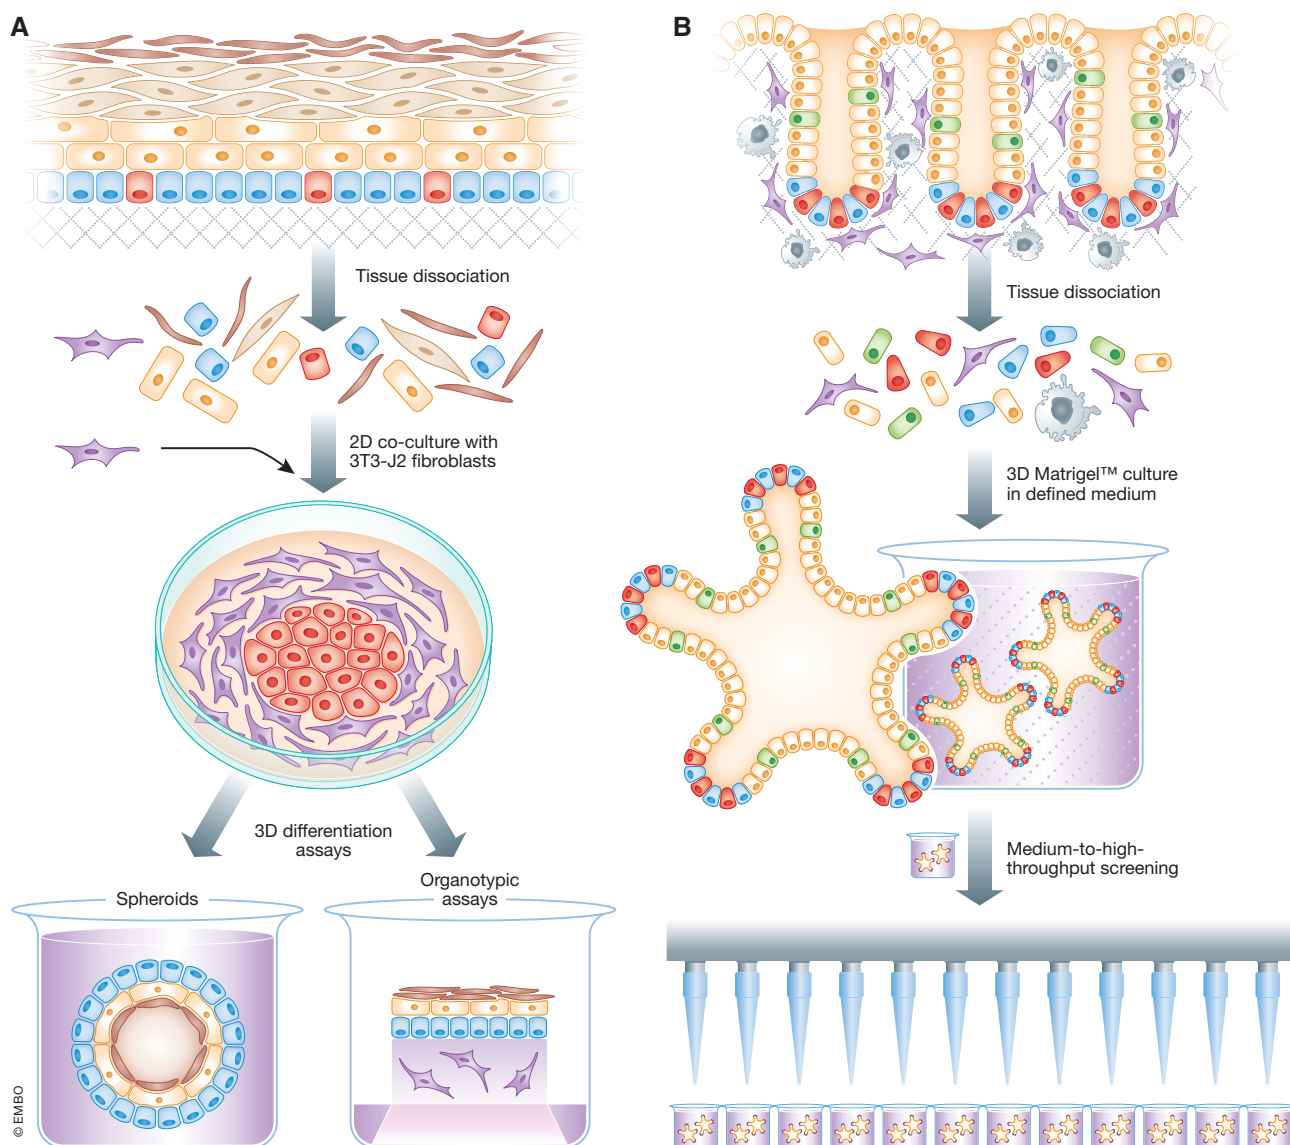 A
Tissue dissociation
2D co-culture with
3T3-J2 fibroblasts
3D differentiation
assays
Spheroids
Organotypic
assays
© EMBO
B
Tissue dissociation
3D Matrigel™ culture
in defined medium
Medium-to-high-
throughput screening